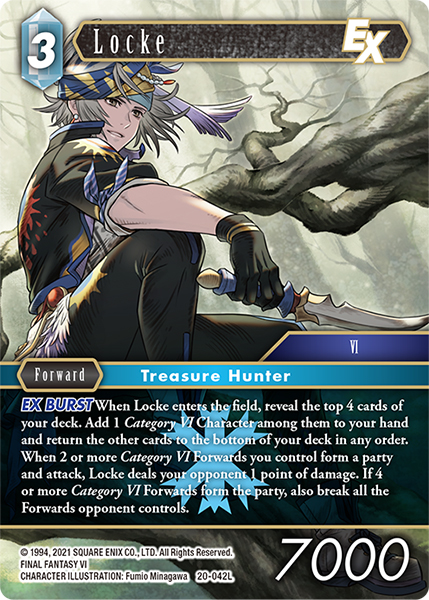 3
Locke
EX
VI
Forward
Treasure Hunter
EX BURST When Locke enters the field, reveal the top 4 cards of
your deck. Add 1 Category VI Character among them to your hand
and return the other cards to the bottom of your deck in any order.
When 2 or more Category VI Forwards you control form a party
and attack, Locke deals your opponent 1 point of damage. If 4
or more Category VI Forwards form the party, also break all the
Forwards opponent controls.
© 1994, 2021 SQUARE ENIX CO., LTD. All Rights Reserved.
FINAL FANTASY VI
CHARACTER ILLUSTRATION: Fumio Minagawa
20-042L
7000